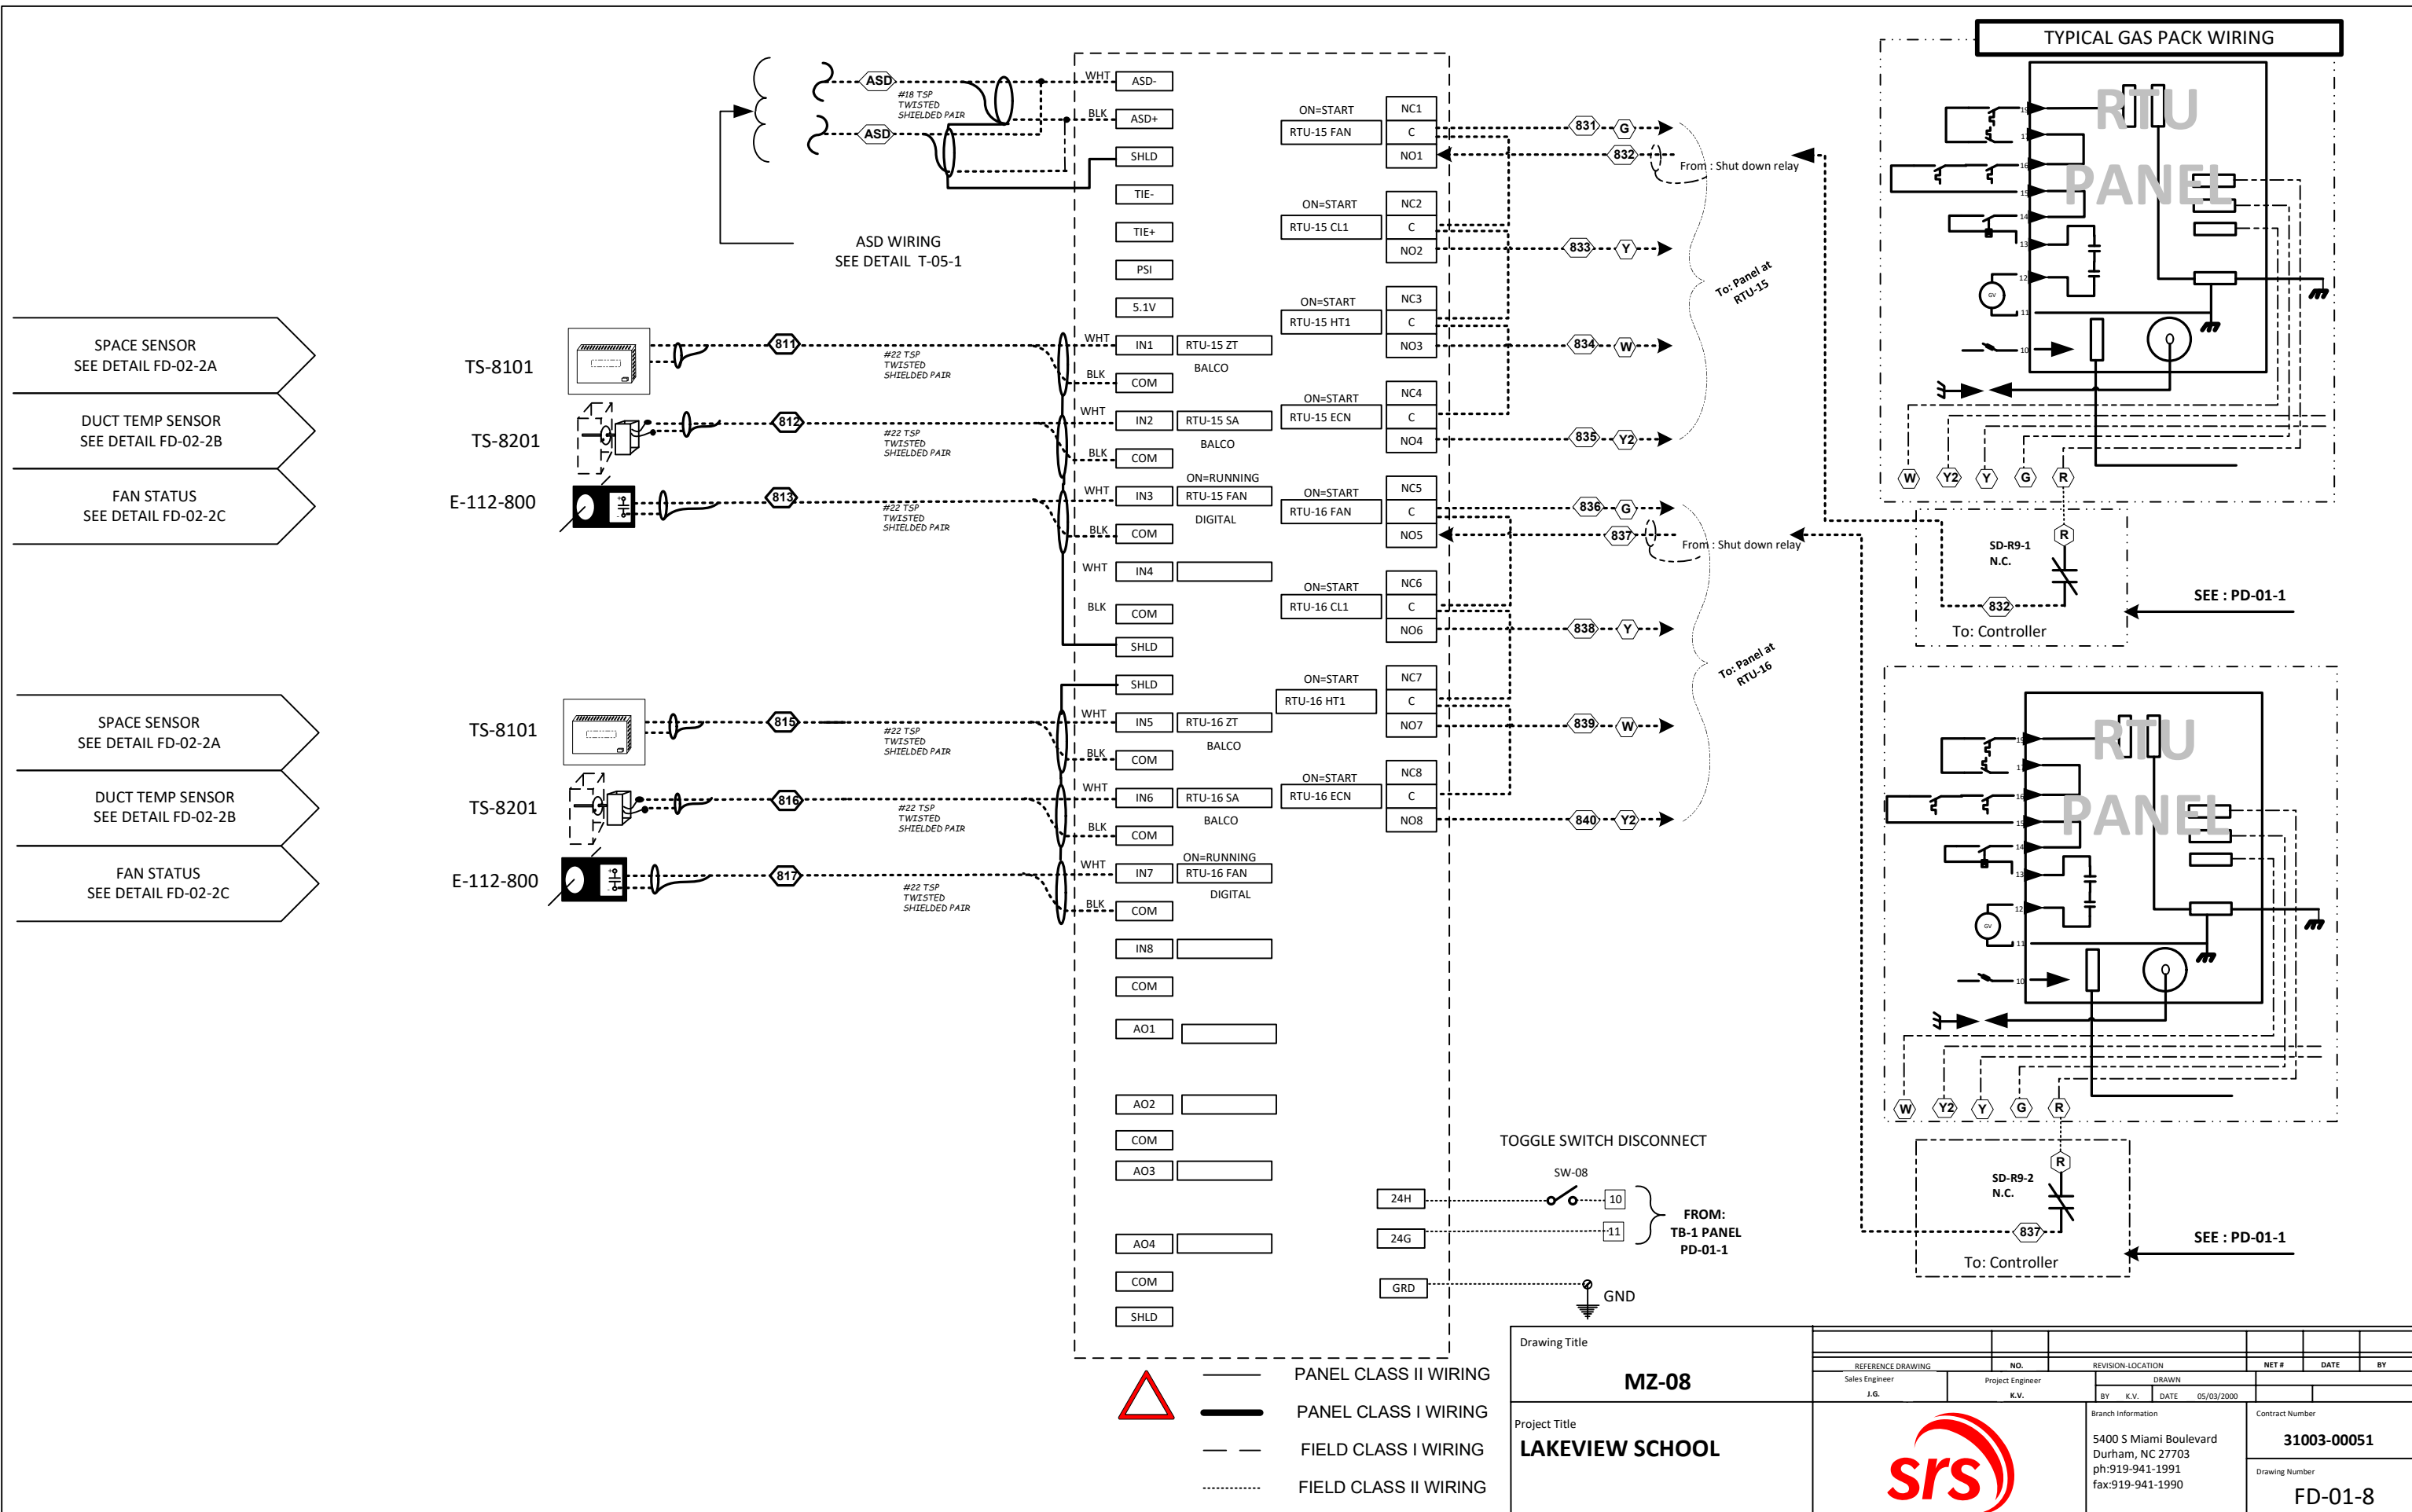 TYPICAL GAS PACK WIRING
ASD
#18 TSP
TWISTED
SHIELDED PAIR
ASD
ASD WIRING
SEE DETAIL T-05-1
SPACE SENSOR
SEE DETAIL FD-02-2A
DUCT TEMP SENSOR
SEE DETAIL FD-02-2B
FAN STATUS
SEE DETAIL FD-02-2C
TS-8101
811
#22 TSP
TWISTED
SHIELDED PAIR
TS-8201
812
#22 TSP
TWISTED
SHIELDED PAIR
E-112-800
813
#22 TSP
TWISTED
SHIELDED PAIR
SPACE SENSOR
SEE DETAIL FD-02-2A
DUCT TEMP SENSOR
SEE DETAIL FD-02-2B
FAN STATUS
SEE DETAIL FD-02-2C
TS-8101
815
#22 TSP
TWISTED
SHIELDED PAIR
TS-8201
816
#22 TSP
TWISTED
SHIELDED PAIR
E-112-800
817
#22 TSP
TWISTED
SHIELDED PAIR
WHT ASD-
BLK ASD+
SHLD
TIE-
TIE+
PSI
5.1V
WHT IN1 RTU-15 ZT
BALCO
BLK COM
WHT IN2 RTU-15 SA
BALCO
BLK COM
ON=RUNNING
WHT IN3 RTU-15 FAN
DIGITAL
BLK COM
WHT IN4
BLK COM
SHLD
SHLD
WHT IN5 RTU-16 ZT
BALCO
BLK COM
WHT IN6 RTU-16 SA
BALCO
BLK COM
ON=RUNNING
WHT IN7 RTU-16 FAN
DIGITAL
BLK COM
IN8
COM
AO1
AO2
COM
AO3
AO4
COM
SHLD
ON=START NC1
RTU-15 FAN C
NO1
ON=START NC2
RTU-15 CL1 C
NO2
ON=START NC3
RTU-15 HT1 C
NO3
ON=START NC4
RTU-15 ECN C
NO4
ON=START NC5
RTU-16 FAN C
NO5
ON=START NC6
RTU-16 CL1 C
NO6
ON=START NC7
RTU-16 HT1 C
NO7
ON=START NC8
RTU-16 ECN C
NO8
831 G
832
From : Shut down relay
833 Y
To: Panel at
RTU-15
834 W
835 Y2
836 G
837
From : Shut down relay
838 Y
To: Panel at
RTU-16
839 W
840 Y2
TOGGLE SWITCH DISCONNECT
SW-08
24H
10
24G
11
FROM:
TB-1 PANEL
PD-01-1
GRD
GND
RTU
PANEL
16
15
14
13
12
GV
11
10
W Y2 Y G R
R
SD-R9-1
N.C.
832
To: Controller
SEE : PD-01-1
RTU
PANEL
16
15
14
13
12
GV
11
10
W Y2 Y G R
R
SD-R9-2
N.C.
837
To: Controller
SEE : PD-01-1
PANEL CLASS II WIRING
PANEL CLASS I WIRING
FIELD CLASS I WIRING
FIELD CLASS II WIRING
Drawing Title
MZ-08
Project Title
LAKEVIEW SCHOOL
REFERENCE DRAWING NO. REVISION-LOCATION NET # DATE BY
Sales Engineer Project Engineer DRAWN
J.G. K.V. BY K.V. DATE 05/03/2000
srs
Branch Information
5400 S Miami Boulevard
Durham, NC 27703
ph:919-941-1991
fax:919-941-1990
Contract Number
31003-00051
Drawing Number
FD-01-8